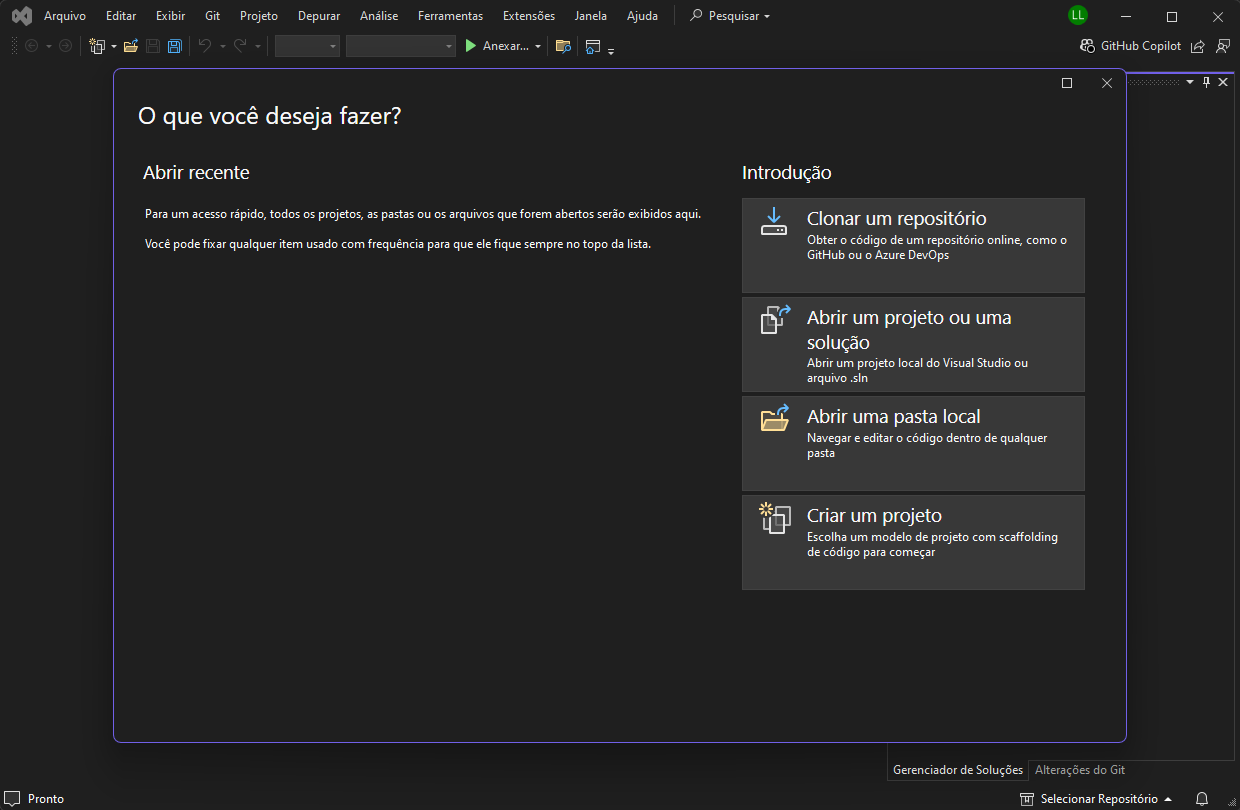 Arquivo Editar Exibir Git Projeto Depurar Análise Ferramentas Extensões Janela Ajuda Pesquisar LL
Anexar... GitHub Copilot
O que você deseja fazer?
Abrir recente
Para um acesso rápido, todos os projetos, as pastas ou os arquivos que forem abertos serão exibidos aqui.
Você pode fixar qualquer item usado com frequência para que ele fique sempre no topo da lista.
Introdução
Clonar um repositório
Obter o código de um repositório online, como o
GitHub ou o Azure DevOps
Abrir um projeto ou uma
solução
Abrir um projeto local do Visual Studio ou
arquivo .sln
Abrir uma pasta local
Navegar e editar o código dentro de qualquer
pasta
Criar um projeto
Escolha um modelo de projeto com scaffolding
de código para começar
Gerenciador de Soluções Alterações do Git
Pronto Selecionar Repositório